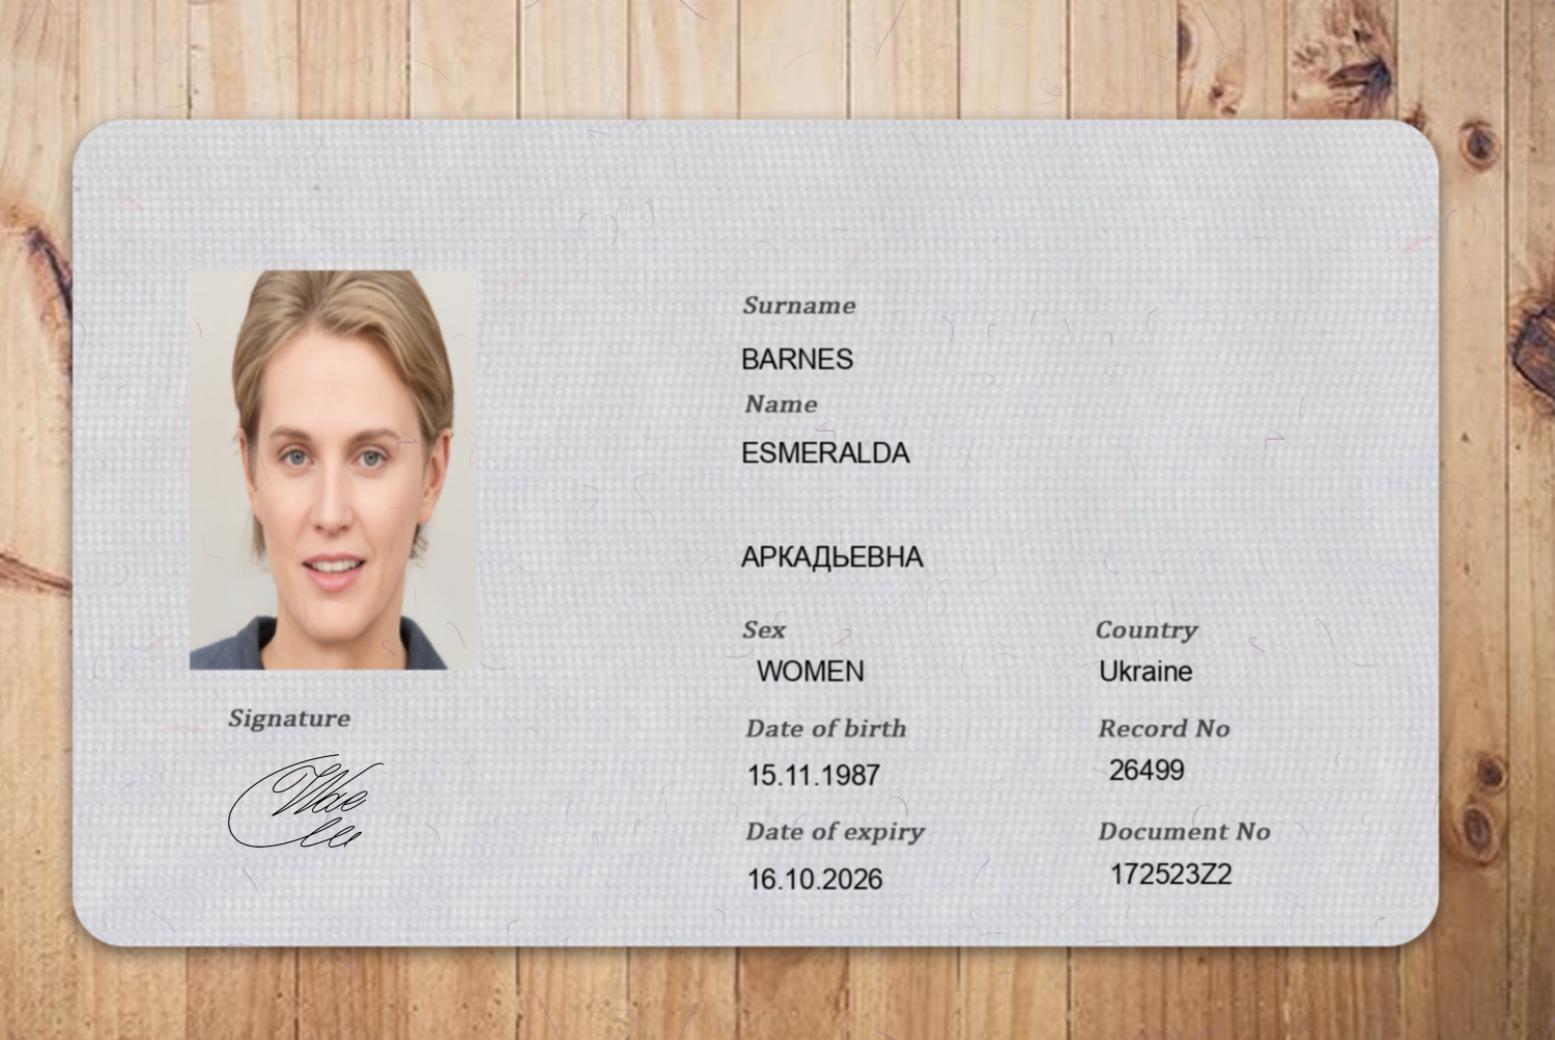 Surname
BARNES
Name
ESMERALDA
АРКАДЬЕВНА
Sex
Country
WOMEN
Ukraine
Date of birth
Record No
15.11.1987
26499
Date of expiry
Document No
16.10.2026
172523Z2
Signature